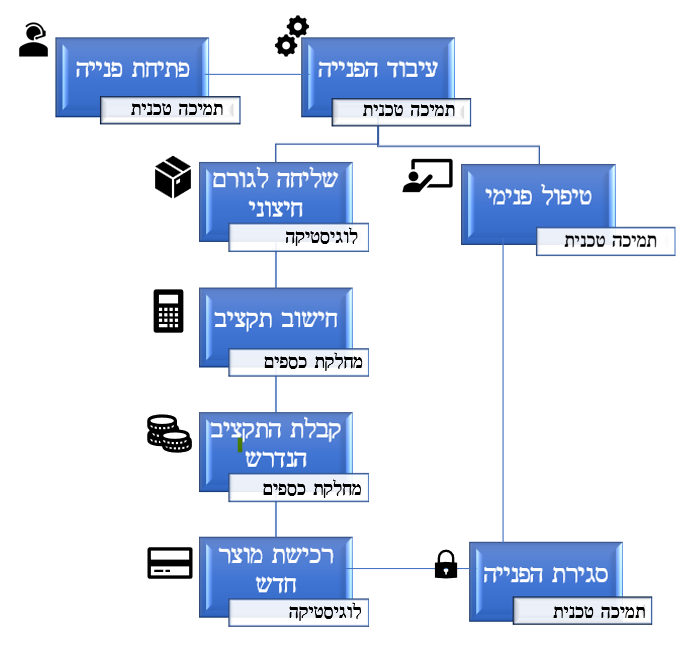 פתיחת פנייה
תמיכה טכנית
עיבוד הפנייה
תמיכה טכנית
שליחה לגורם
חיצוני
לוגיסטיקה
טיפול פנימי
תמיכה טכנית
חישוב תקציב
מחלקת כספים
קבלת התקציב
הנדרש
מחלקת כספים
רכישת מוצר
חדש
לוגיסטיקה
סגירת הפנייה
תמיכה טכנית